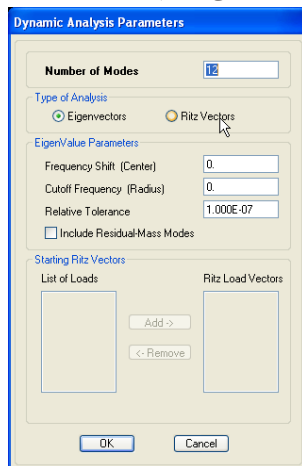 Dynamic Analysis Parameters
Number of Modes 12
Type of Analysis
Eigenvectors Ritz Vectors
EigenValue Parameters
Frequency Shift (Center) 0.
Cutoff Frequency (Radius) 0.
Relative Tolerance 1.000E-07
Include Residual-Mass Modes
Starting Ritz Vectors
List of Loads Ritz Load Vectors
Add ->
<- Remove
OK Cancel